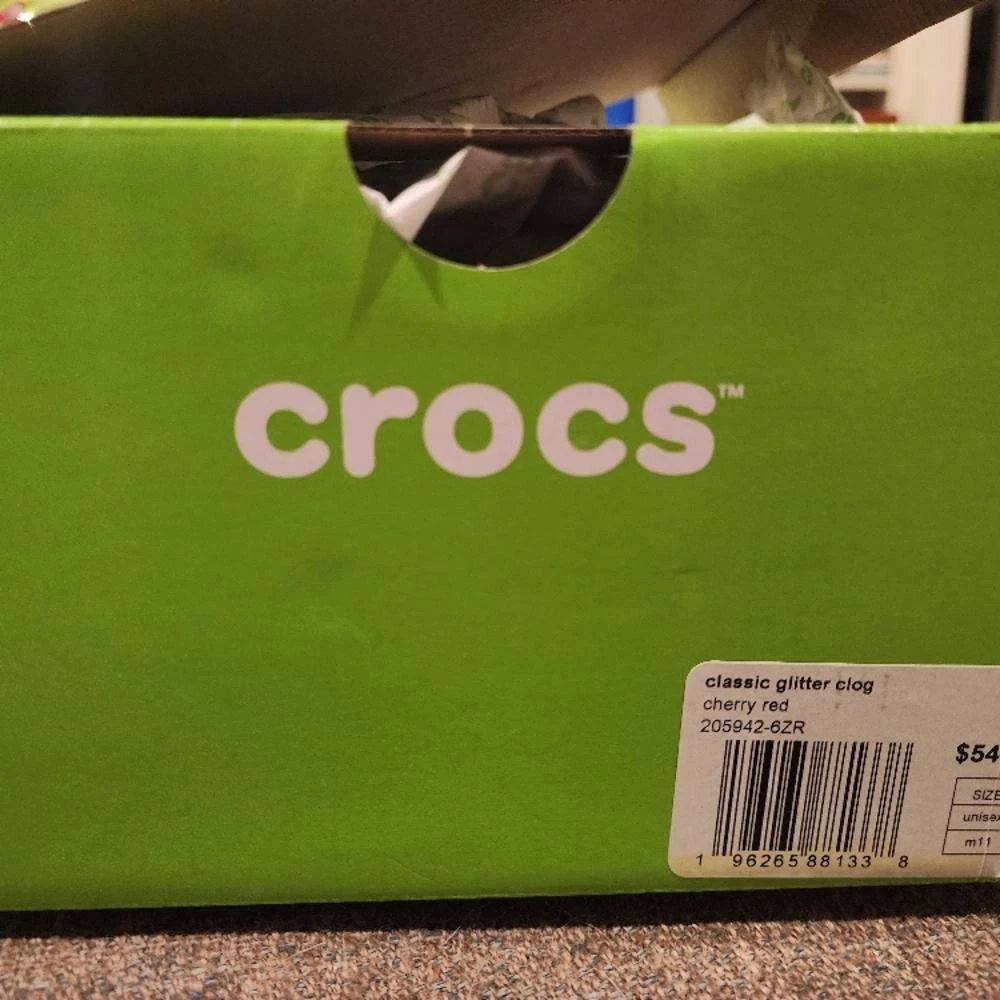 crocs™
classic glitter clog
cherry red
205942-6ZR
$54
SIZE
unisex
m11
1 96265 88133 8